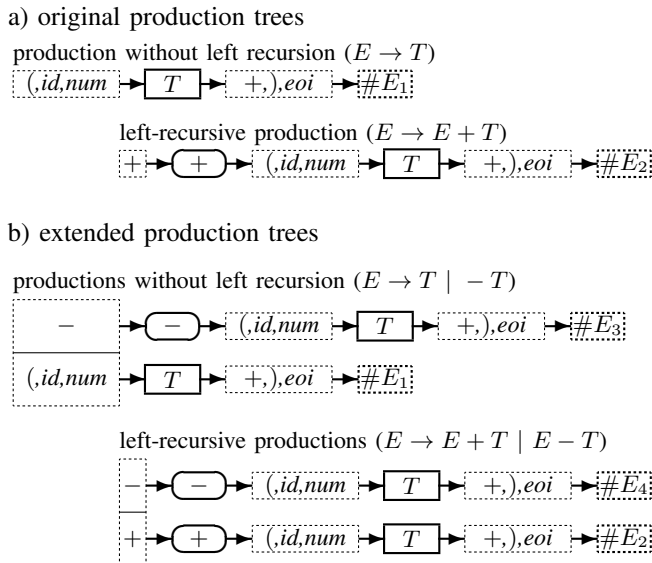 a) original production trees
production without left recursion (E → T)
(,id,num T +,),eoi #E₁
left-recursive production (E → E + T)
+ + (,id,num T +,),eoi #E₂
b) extended production trees
productions without left recursion (E → T | − T)
− − (,id,num T +,),eoi #E₃
(,id,num T +,),eoi #E₁
left-recursive productions (E → E + T | E − T)
− − (,id,num T +,),eoi #E₄
+ + (,id,num T +,),eoi #E₂